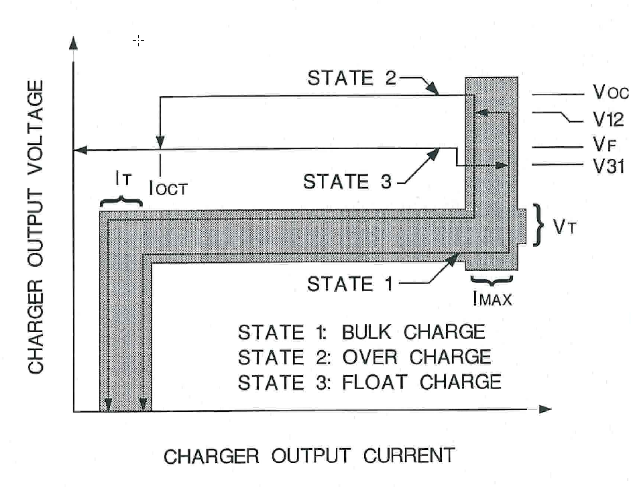 STATE 2
VOC
V12
VF
V31
IT
IOCT
STATE 3
VT
STATE 1
IMAX
STATE 1: BULK CHARGE
STATE 2: OVER CHARGE
STATE 3: FLOAT CHARGE
CHARGER OUTPUT VOLTAGE
CHARGER OUTPUT CURRENT